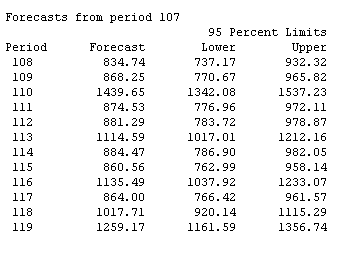 Forecasts from period 107
95 Percent Limits
Period Forecast Lower Upper
108 834.74 737.17 932.32
109 868.25 770.67 965.82
110 1439.65 1342.08 1537.23
111 874.53 776.96 972.11
112 881.29 783.72 978.87
113 1114.59 1017.01 1212.16
114 884.47 786.90 982.05
115 860.56 762.99 958.14
116 1135.49 1037.92 1233.07
117 864.00 766.42 961.57
118 1017.71 920.14 1115.29
119 1259.17 1161.59 1356.74